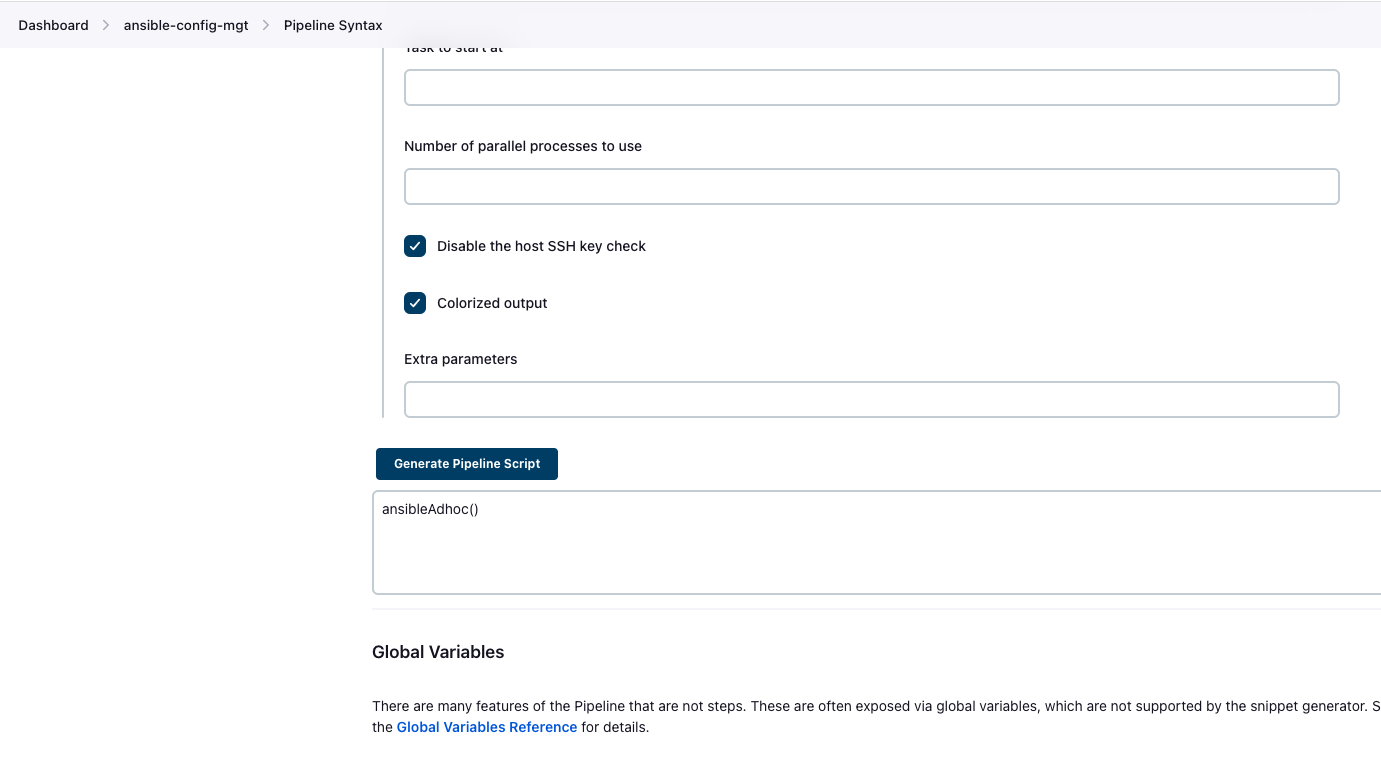 Dashboard > ansible-config-mgt > Pipeline Syntax
Task to start at
Number of parallel processes to use
Disable the host SSH key check
Colorized output
Extra parameters
Generate Pipeline Script
ansibleAdhoc()
Global Variables
There are many features of the Pipeline that are not steps. These are often exposed via global variables, which are not supported by the snippet generator. S
the Global Variables Reference for details.